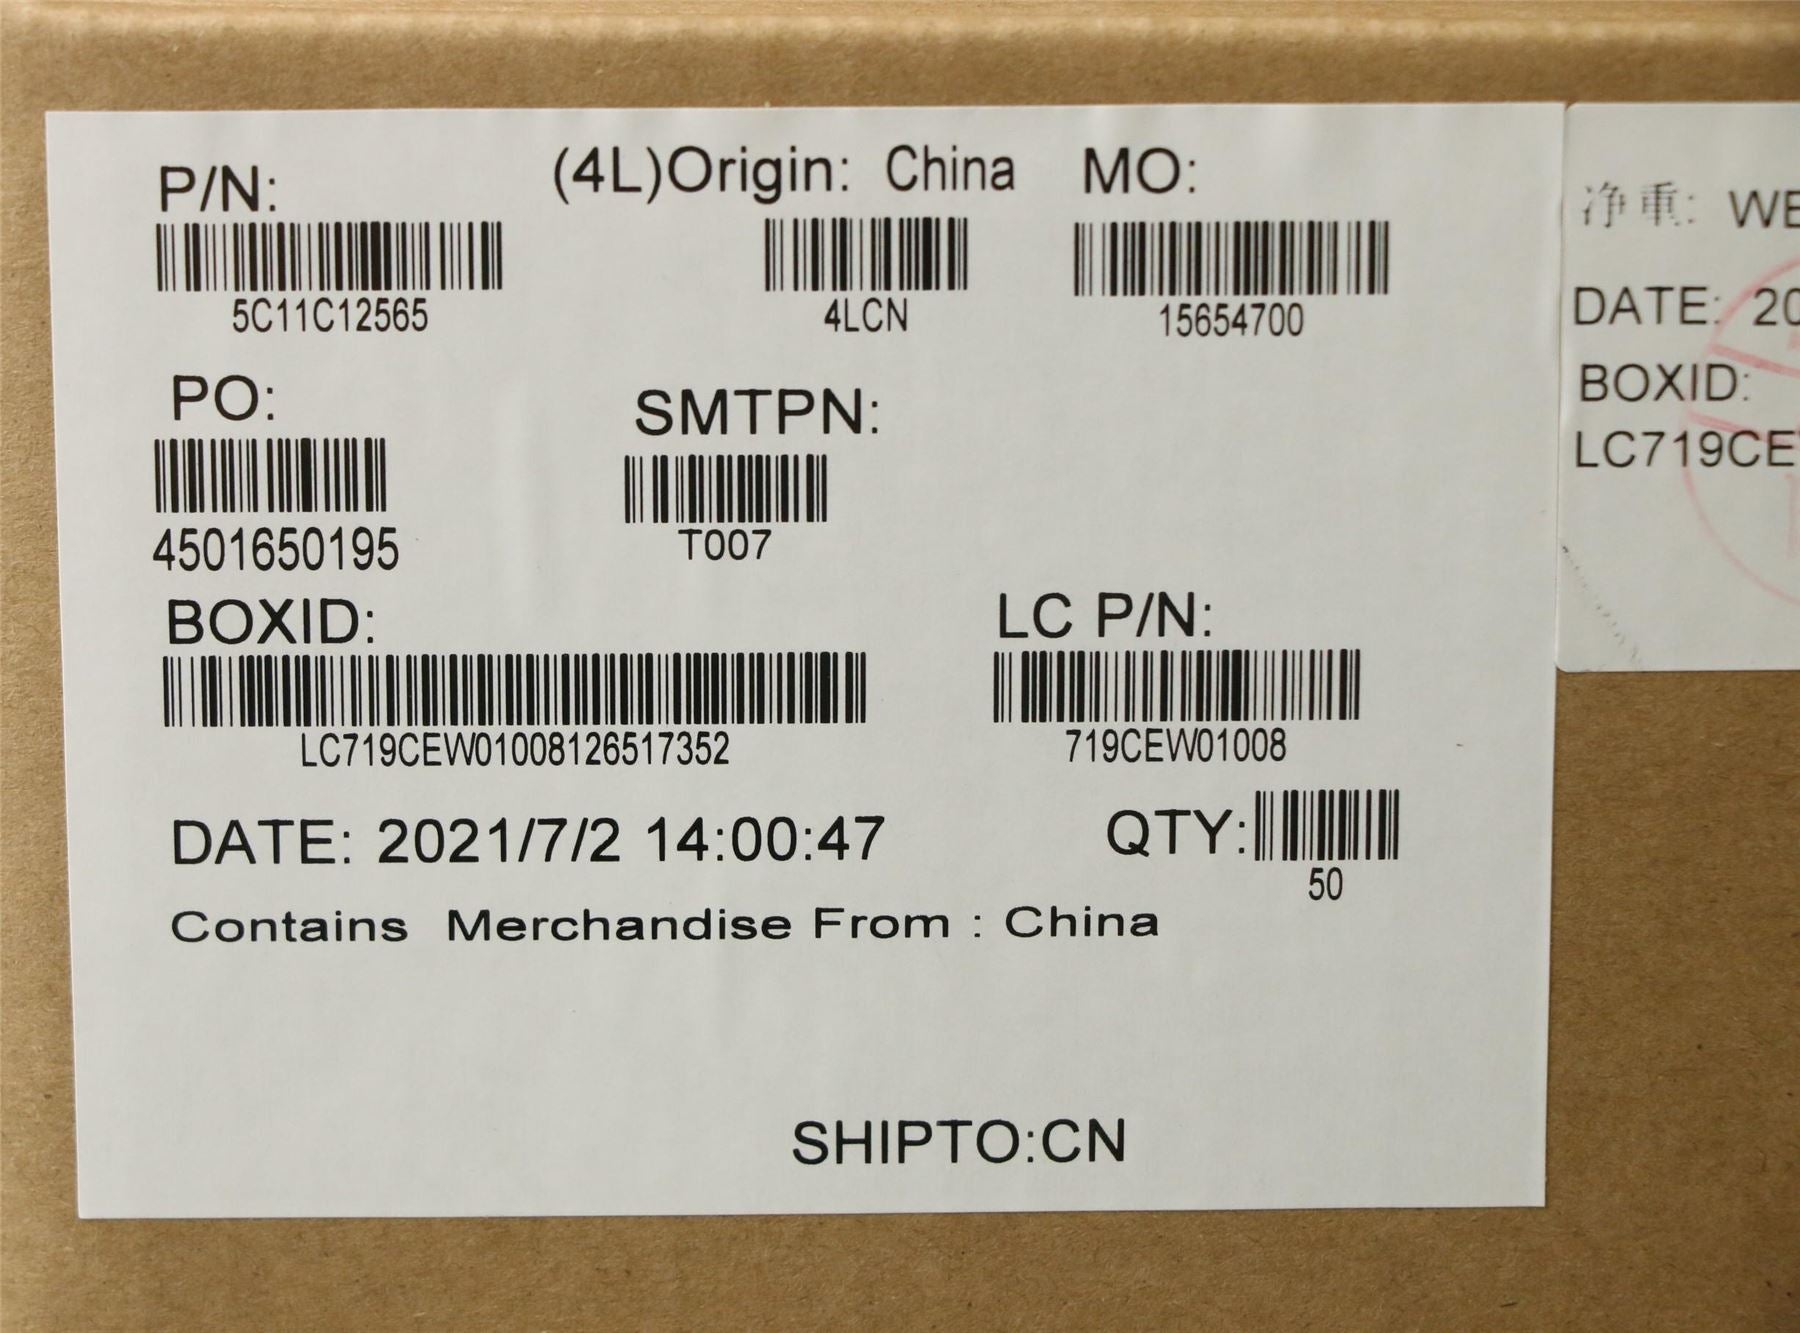 P/N: (4L)Origin: China MO:
5C11C12565 4LCN 15654700
PO: SMTPN:
4501650195 T007
BOXID: LC P/N:
LC719CEW01008126517352 719CEW01008
DATE: 2021/7/2 14:00:47 QTY:
50
Contains Merchandise From : China
SHIPTO:CN
净重: WE
DATE: 20
BOXID:
LC719CE